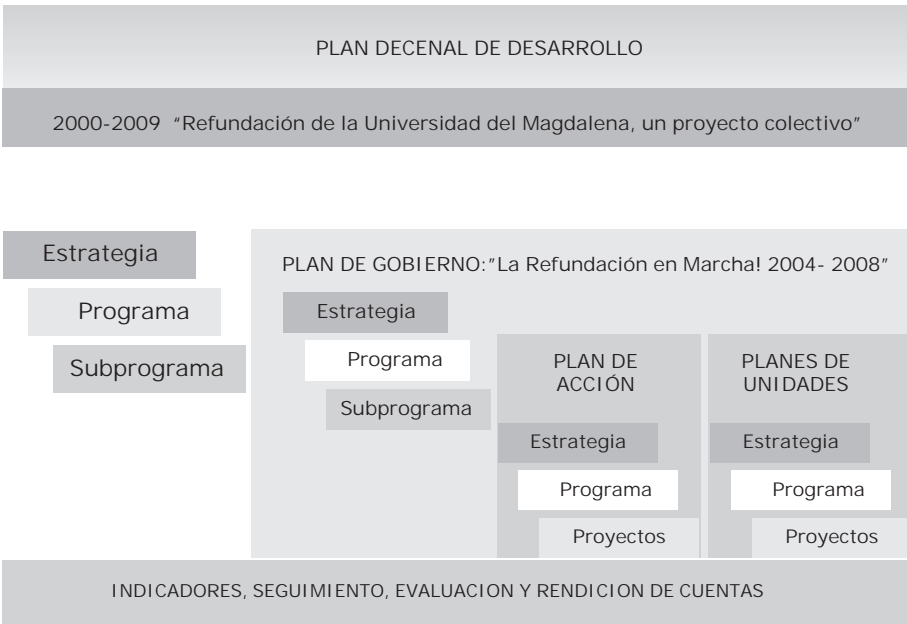 PLAN DECENAL DE DESARROLLO
2000-2009 “Refundación de la Universidad del Magdalena, un proyecto colectivo”
Estrategia
Programa
Subprograma
PLAN DE GOBIERNO:”La Refundación en Marcha! 2004- 2008”
Estrategia
Programa
Subprograma
PLAN DE
ACCIÓN
Estrategia
Programa
Proyectos
PLANES DE
UNIDADES
Estrategia
Programa
Proyectos
INDICADORES, SEGUIMIENTO, EVALUACION Y RENDICION DE CUENTAS